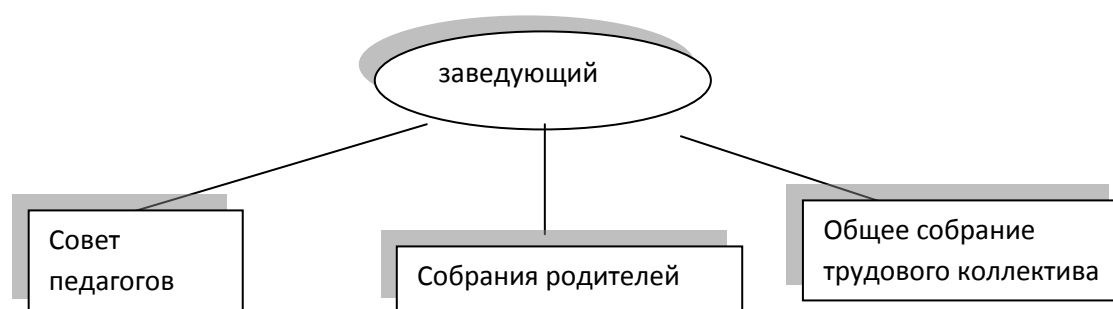 заведующий
Совет
педагогов
Собрания родителей
Общее собрание
трудового коллектива